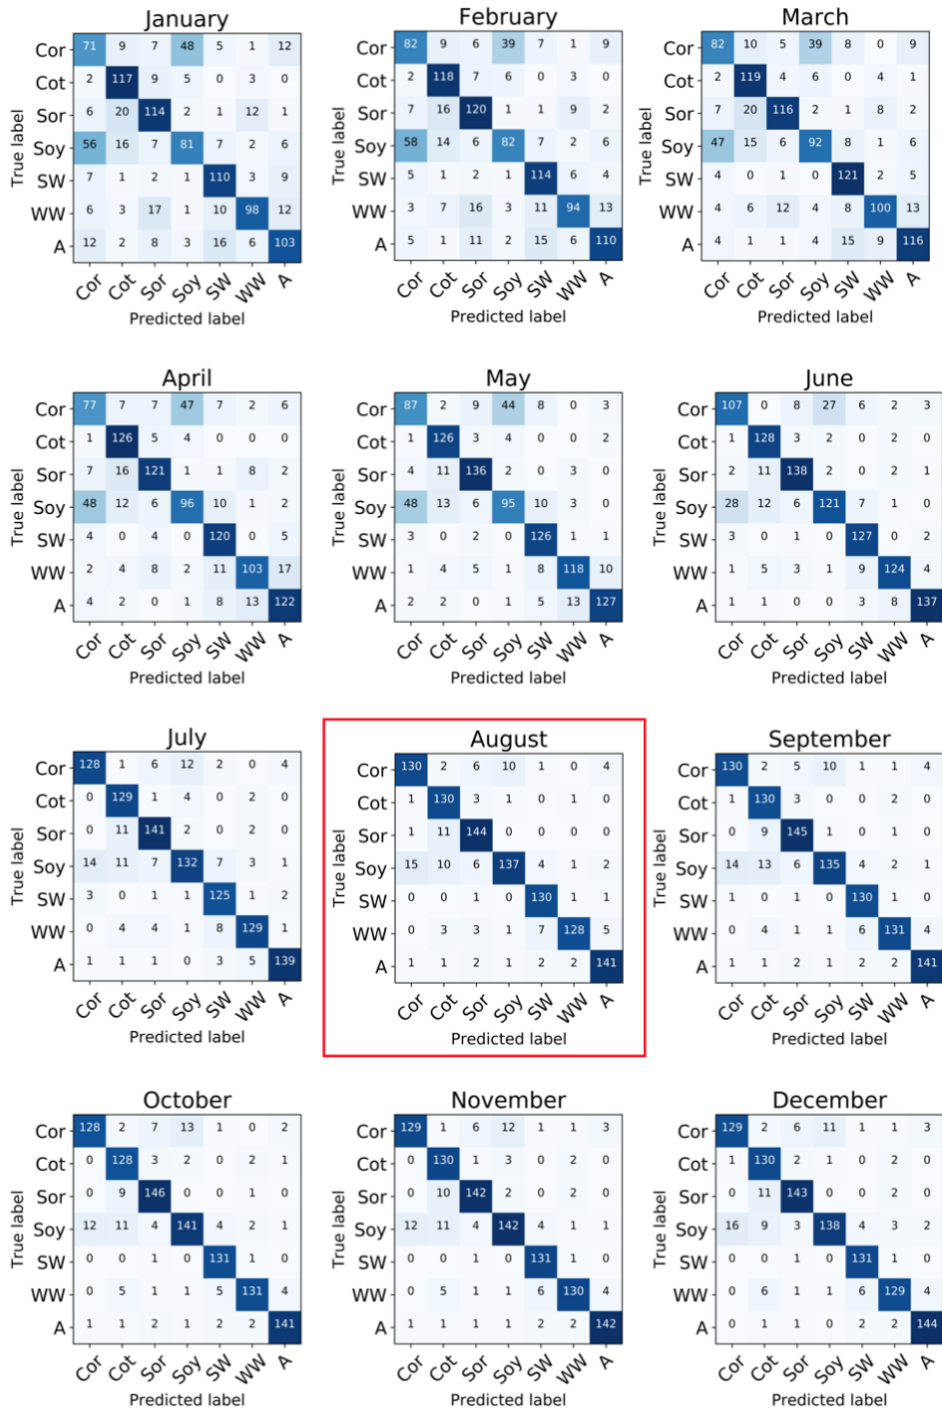 January February March
Cor 71 9 7 48 5 1 12 Cor 82 9 6 39 7 1 9 Cor 82 10 5 39 8 0 9
Cot 2 117 9 5 0 3 0 Cot 2 118 7 6 0 3 0 Cot 2 119 4 6 0 4 1
Sor 6 20 114 2 1 12 1 Sor 7 16 120 1 1 9 2 Sor 7 20 116 2 1 8 2
Soy 56 16 7 81 7 2 6 Soy 58 14 6 82 7 2 6 Soy 47 15 6 92 8 1 6
SW 7 1 2 1 110 3 9 SW 5 1 2 1 114 6 4 SW 4 0 1 0 121 2 5
WW 6 3 17 1 10 98 12 WW 3 7 16 3 11 94 13 WW 4 6 12 4 8 100 13
A 12 2 8 3 16 6 103 A 5 1 11 2 15 6 110 A 4 1 1 4 15 9 116
True label True label True label
Cor Cot Sor Soy SW WW A Cor Cot Sor Soy SW WW A Cor Cot Sor Soy SW WW A
Predicted label Predicted label Predicted label
April May June
Cor 77 7 7 47 7 2 6 Cor 87 2 9 44 8 0 3 Cor 107 0 8 27 6 2 3
Cot 1 126 5 4 0 0 0 Cot 1 126 3 4 0 2 0 Cot 1 128 3 2 0 2 0
Sor 7 16 121 1 1 8 2 Sor 4 11 136 2 0 3 0 Sor 2 11 138 2 0 2 1
Soy 48 12 6 96 10 1 2 Soy 48 13 6 95 10 3 0 Soy 28 12 6 121 7 1 0
SW 4 0 4 0 120 0 5 SW 3 0 2 0 126 1 1 SW 3 0 1 0 127 0 2
WW 2 4 8 2 11 103 17 WW 1 4 5 1 8 118 10 WW 1 5 3 1 9 124 4
A 4 2 0 1 8 13 122 A 2 2 0 1 5 13 127 A 1 1 0 0 3 8 137
True label True label True label
Cor Cot Sor Soy SW WW A Cor Cot Sor Soy SW WW A Cor Cot Sor Soy SW WW A
Predicted label Predicted label Predicted label
July August September
Cor 128 1 6 12 2 0 4 Cor 130 2 6 10 1 0 4 Cor 130 2 5 10 1 1 4
Cot 0 129 1 4 0 2 0 Cot 1 130 3 1 0 1 0 Cot 1 130 3 0 0 2 0
Sor 0 11 141 2 0 2 0 Sor 1 11 144 0 0 0 0 Sor 0 9 145 1 0 1 0
Soy 14 11 7 132 7 3 1 Soy 15 10 6 137 4 1 2 Soy 14 13 6 135 4 2 1
SW 3 0 1 1 125 1 2 SW 1 0 1 0 130 1 0 SW 1 0 1 0 130 1 0
WW 0 4 4 1 8 129 1 WW 0 3 3 1 7 128 5 WW 0 4 1 1 6 131 4
A 1 1 1 0 3 5 139 A 1 1 2 1 2 2 141 A 1 1 2 1 2 2 141
True label True label True label
Cor Cot Sor Soy SW WW A Cor Cot Sor Soy SW WW A Cor Cot Sor Soy SW WW A
Predicted label Predicted label Predicted label
October November December
Cor 128 2 7 13 1 0 2 Cor 129 1 6 12 1 1 3 Cor 129 2 6 11 1 1 3
Cot 0 128 3 2 0 2 1 Cot 0 130 1 3 0 2 0 Cot 1 130 2 1 0 2 0
Sor 0 9 146 0 0 1 0 Sor 0 10 142 2 0 2 0 Sor 0 11 143 0 0 2 0
Soy 12 11 4 141 4 2 1 Soy 12 11 4 142 4 1 1 Soy 16 9 3 138 4 3 2
SW 0 0 1 0 131 1 0 SW 0 0 1 0 131 1 0 SW 0 0 1 0 131 1 0
WW 0 5 1 1 5 131 4 WW 0 5 1 1 6 130 4 WW 0 6 1 1 6 129 4
A 1 1 2 1 2 2 141 A 1 1 1 1 2 2 142 A 0 1 1 0 2 2 144
True label True label True label
Cor Cot Sor Soy SW WW A Cor Cot Sor Soy SW WW A Cor Cot Sor Soy SW WW A
Predicted label Predicted label Predicted label